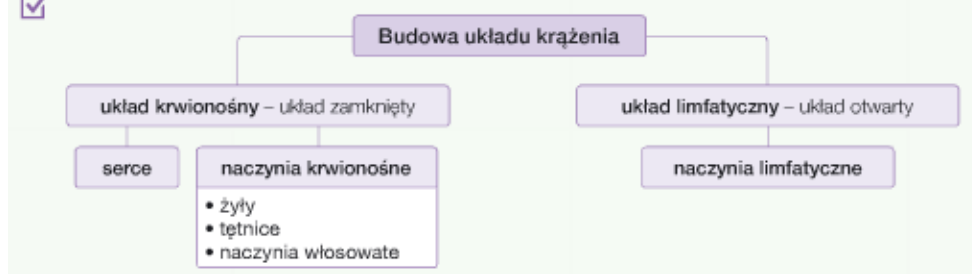 Budowa układu krążenia
układ krwionośny – układ zamknięty
układ limfatyczny – układ otwarty
serce
naczynia krwionośne
• żyły
• tętnice
• naczynia włosowate
naczynia limfatyczne